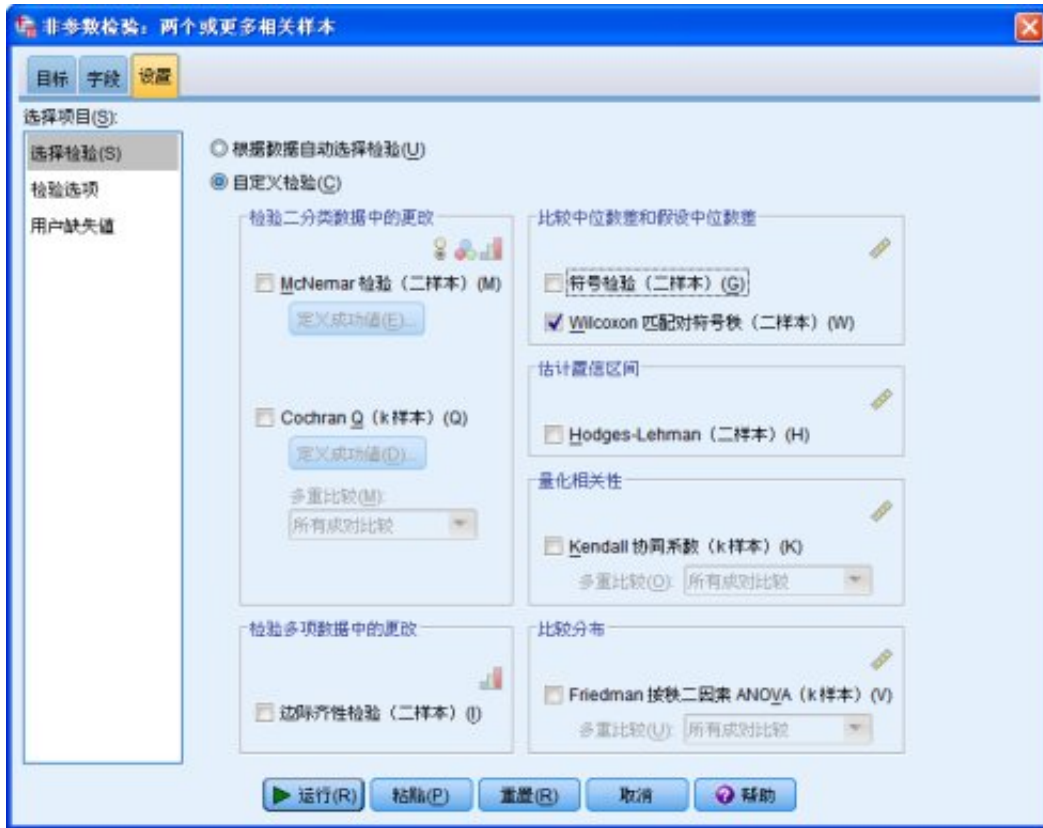 非参数检验：两个或更多相关样本
目标 字段 设置
选择项目(S):
选择检验(S)
检验选项
用户缺失值
根据数据自动选择检验(U)
自定义检验(C)
检验二分类数据中的更改
McNemar 检验（二样本）(M)
定义成功值(E)...
Cochran Q（k 样本）(Q)
定义成功值(D)...
多重比较(M):
所有成对比较
检验多项数据中的更改
边际齐性检验（二样本）(I)
比较中位数差和假设中位数差
符号检验（二样本）(G)
Wilcoxon 匹配对符号秩（二样本）(W)
估计置信区间
Hodges-Lehman（二样本）(H)
量化相关性
Kendall 协同系数（k 样本）(K)
多重比较(O): 所有成对比较
比较分布
Friedman 按秩二因素 ANOVA（k 样本）(V)
多重比较(U): 所有成对比较
运行(R) 粘贴(P) 重置(R) 取消 帮助